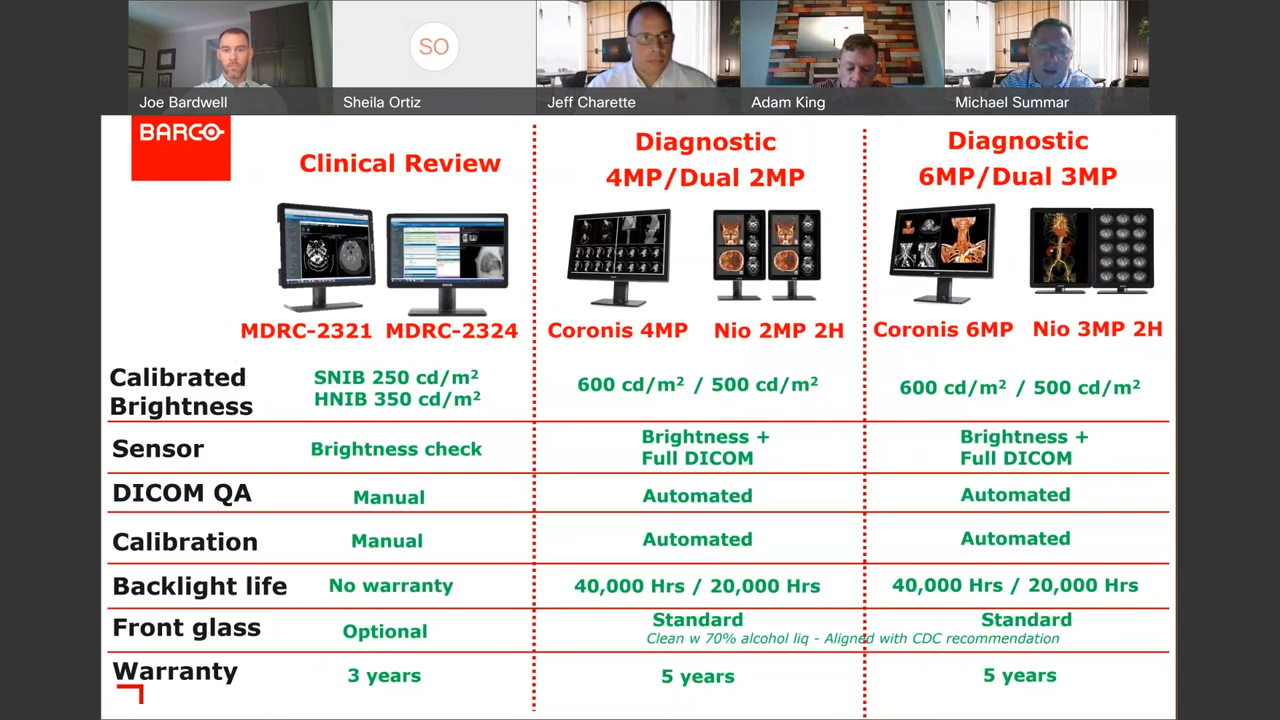 SO
Joe Bardwell
Sheila Ortiz
Jeff Charette
Adam King
Michael Summar
BARCO
Clinical Review
Diagnostic
4MP/Dual 2MP
Diagnostic
6MP/Dual 3MP
MDRC-2321 MDRC-2324
Coronis 4MP Nio 2MP 2H
Coronis 6MP Nio 3MP 2H
Calibrated
Brightness
SNIB 250 cd/m²
HNIB 350 cd/m²
600 cd/m² / 500 cd/m²
600 cd/m² / 500 cd/m²
Sensor
Brightness check
Brightness +
Full DICOM
Brightness +
Full DICOM
DICOM QA
Manual
Automated
Automated
Calibration
Manual
Automated
Automated
Backlight life
No warranty
40,000 Hrs / 20,000 Hrs
40,000 Hrs / 20,000 Hrs
Front glass
Optional
Standard
Standard
Clean w 70% alcohol liq - Aligned with CDC recommendation
Warranty
3 years
5 years
5 years